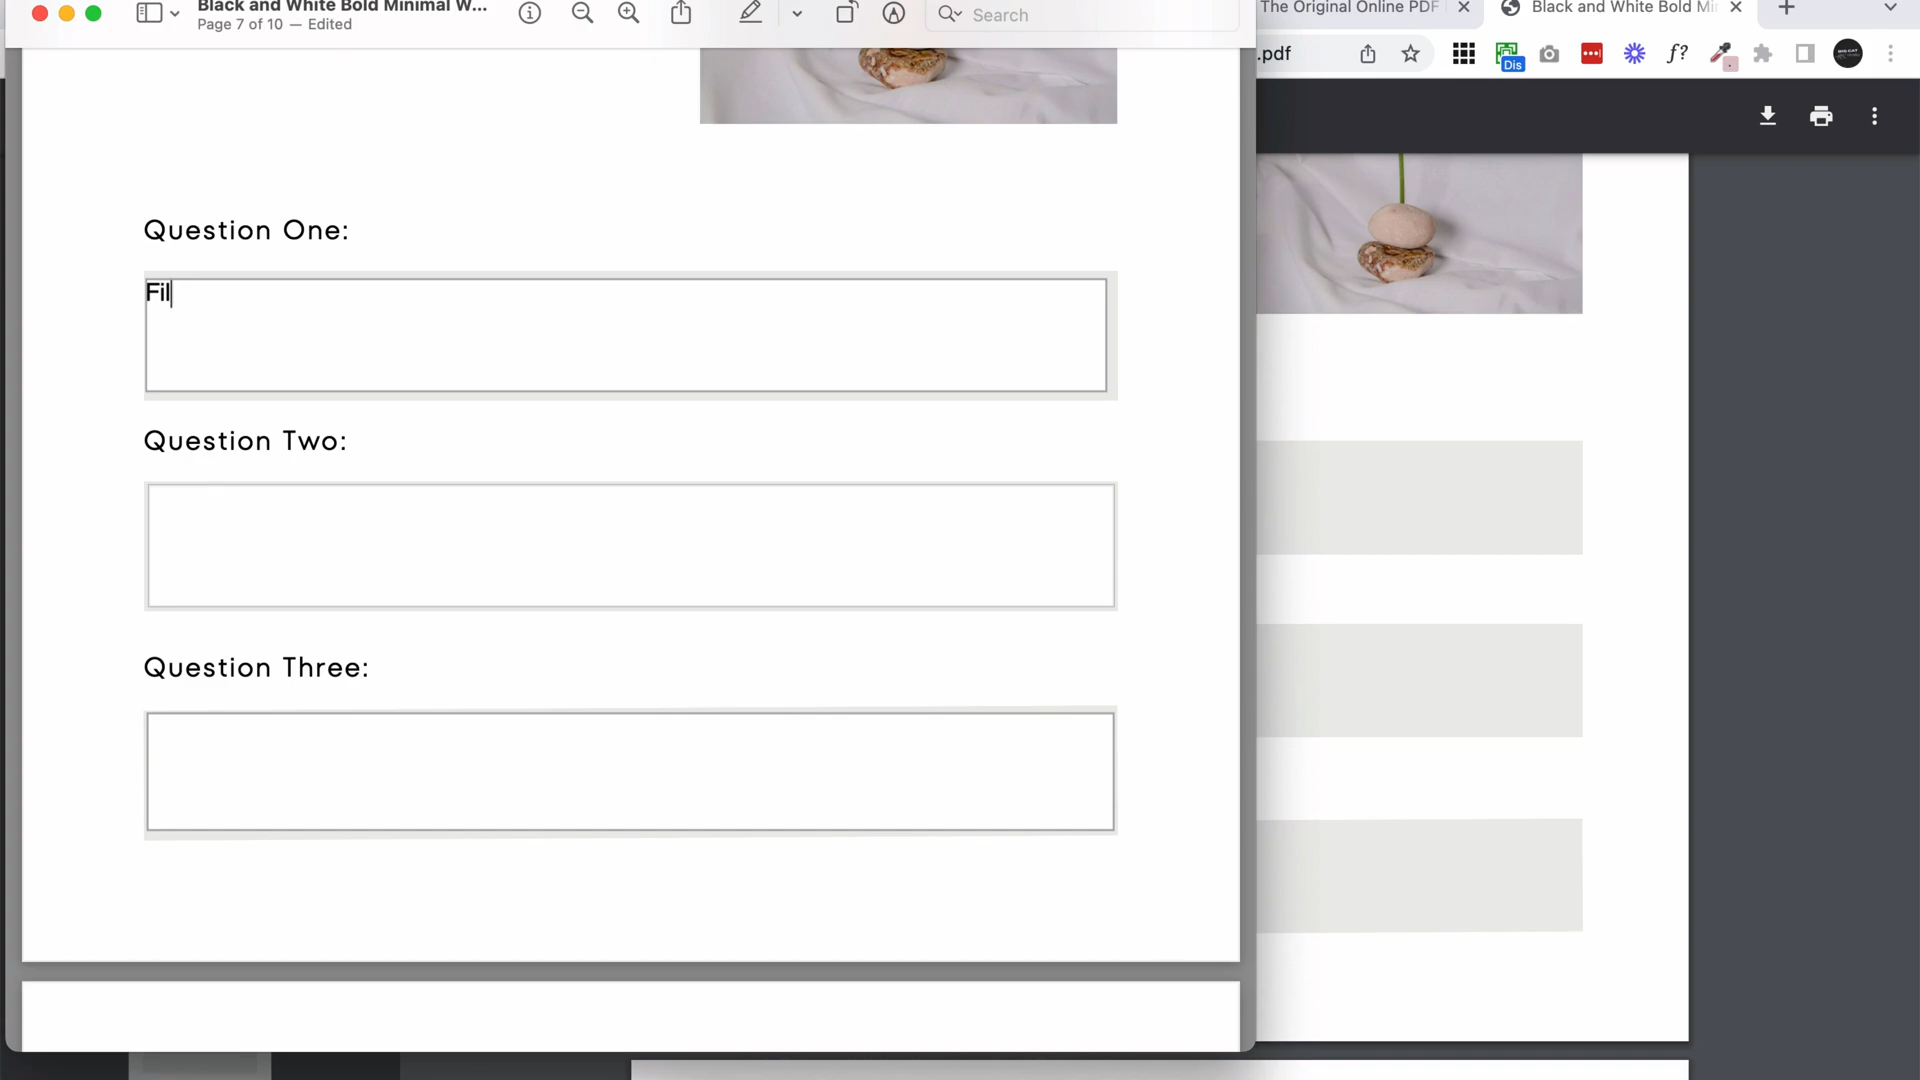 Black and White Bold Minimal W...
Page 7 of 10 — Edited
Search
The Original Online PDF
Black and White Bold Mi
.pdf
Dis
f?
Question One:
Fil
Question Two:
Question Three: